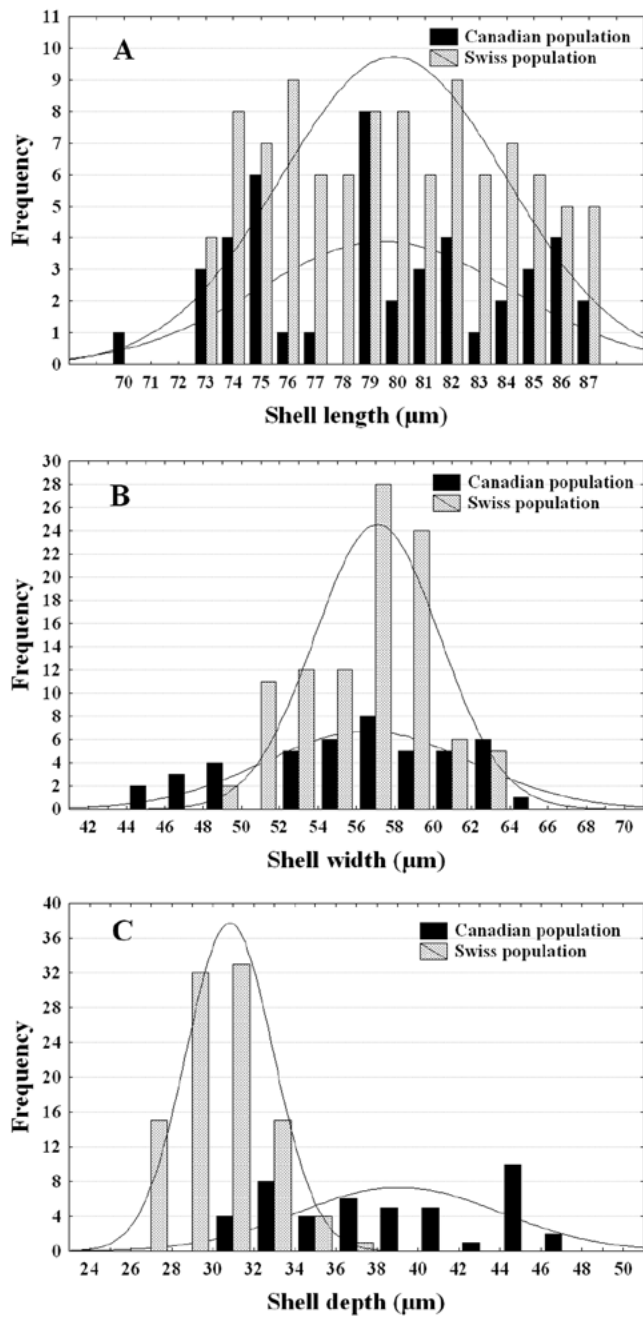 11
10
9
8
7
6
5
4
3
2
1
0
Frequency
A
Canadian population
Swiss population
70 71 72 73 74 75 76 77 78 79 80 81 82 83 84 85 86 87
Shell length (µm)
30
28
26
24
22
20
18
16
14
12
10
8
6
4
2
0
Frequency
B
Canadian population
Swiss population
42 44 46 48 50 52 54 56 58 60 62 64 66 68 70
Shell width (µm)
40
36
32
28
24
20
16
12
8
4
0
Frequency
C
Canadian population
Swiss population
24 26 28 30 32 34 36 38 40 42 44 46 48 50
Shell depth (µm)